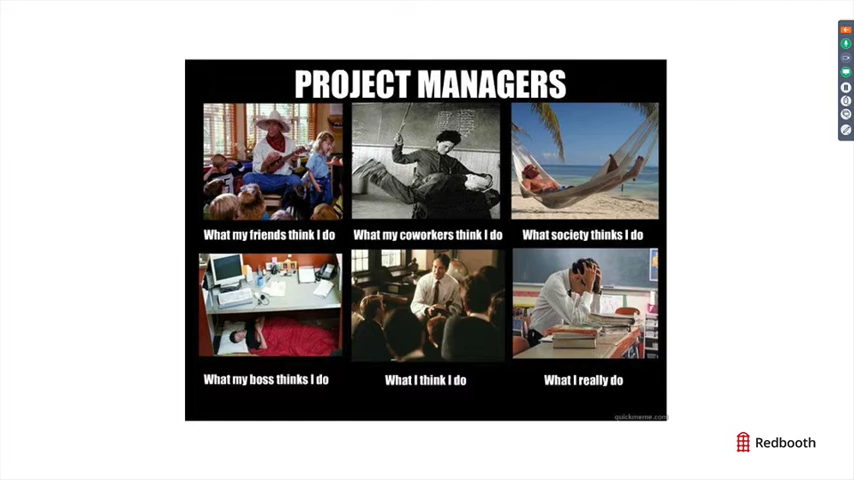 PROJECT MANAGERS
What my friends think I do
What my coworkers think I do
What society thinks I do
What my boss thinks I do
What I think I do
What I really do
quickmeme.com
Redbooth